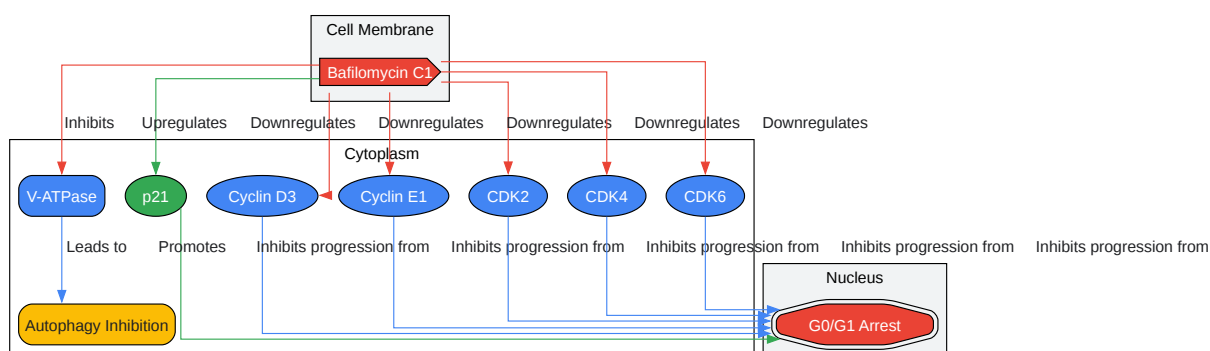 Cell Membrane
Bafilomycin C1
Inhibits Upregulates Downregulates Downregulates Downregulates Downregulates Downregulates
Cytoplasm
V-ATPase p21 Cyclin D3 Cyclin E1 CDK2 CDK4 CDK6
Leads to Promotes Inhibits progression from Inhibits progression from Inhibits progression from Inhibits progression from Inhibits progression from
Nucleus
Autophagy Inhibition G0/G1 Arrest